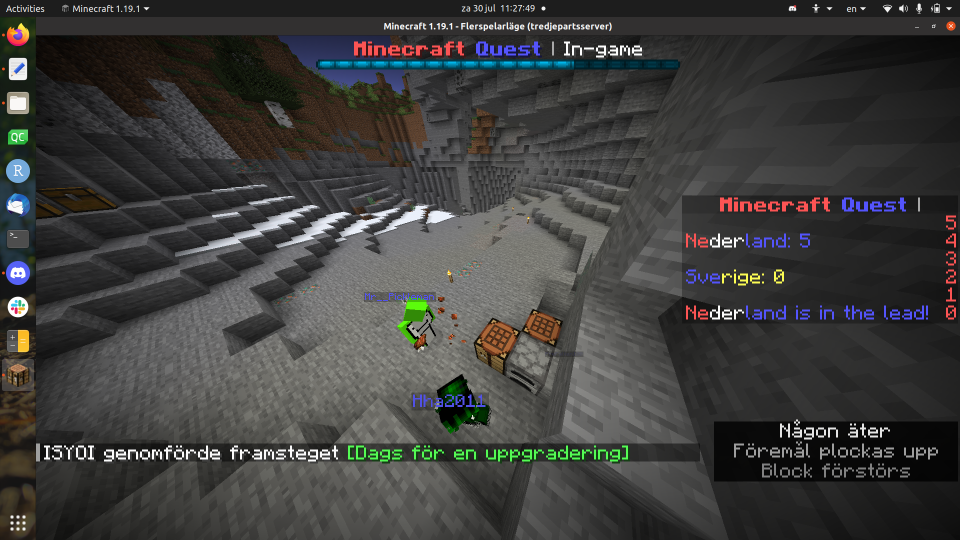 Activities
Minecraft 1.19.1
za 30 jul 11:27:49
en
Minecraft 1.19.1 - Flerspelarläge (tredjepartsserver)
Minecraft Quest | In-game
QC
R
Minecraft Quest |
5
Nederland: 5
4
3
Sverige: 0
2
1
Nederland is in the lead!
0
Hha2011
Någon äter
ISYOI genomförde framsteget [Dags för en uppgradering]
Föremål plockas upp
Block förstörs